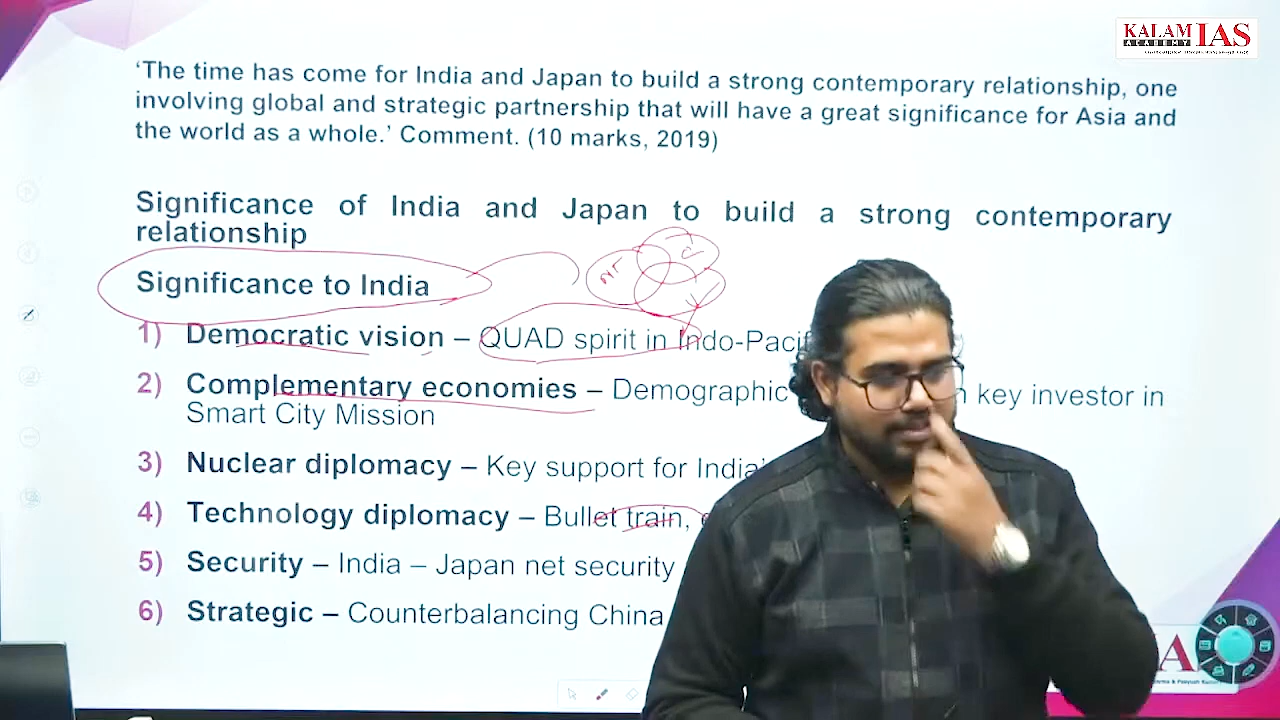 KALAM IAS
ACADEMY
‘The time has come for India and Japan to build a strong contemporary relationship, one
involving global and strategic partnership that will have a great significance for Asia and
the world as a whole.’ Comment. (10 marks, 2019)
Significance of India and Japan to build a strong contemporary
relationship
Significance to India
1) Democratic vision – QUAD spirit in Indo-Pacif
2) Complementary economies – Demographic key investor in
Smart City Mission
3) Nuclear diplomacy – Key support for India’
4) Technology diplomacy – Bullet train,
5) Security – India – Japan net security
6) Strategic – Counterbalancing China